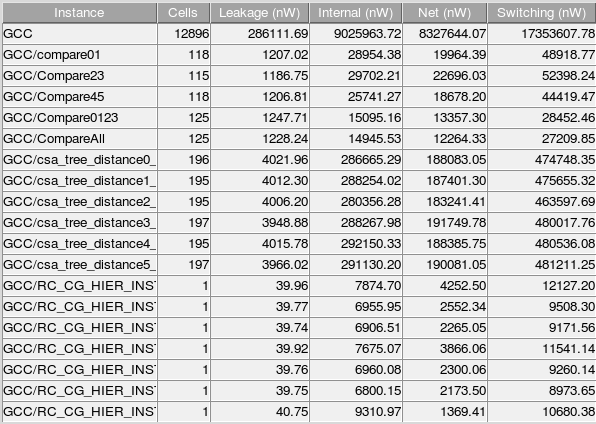 Instance Cells Leakage (nW) Internal (nW) Net (nW) Switching (nW)
GCC 12896 286111.69 9025963.72 8327644.07 17353607.78
GCC/compare01 118 1207.02 28954.38 19964.39 48918.77
GCC/Compare23 115 1186.75 29702.21 22696.03 52398.24
GCC/Compare45 118 1206.81 25741.27 18678.20 44419.47
GCC/Compare0123 125 1247.71 15095.16 13357.30 28452.46
GCC/CompareAll 125 1228.24 14945.53 12264.33 27209.85
GCC/csa_tree_distance0_ 196 4021.96 286665.29 188083.05 474748.35
GCC/csa_tree_distance1_ 195 4012.30 288254.02 187401.30 475655.32
GCC/csa_tree_distance2_ 195 4006.20 280356.28 183241.41 463597.69
GCC/csa_tree_distance3_ 197 3948.88 288267.98 191749.78 480017.76
GCC/csa_tree_distance4_ 195 4015.78 292150.33 188385.75 480536.08
GCC/csa_tree_distance5_ 197 3966.02 291130.20 190081.05 481211.25
GCC/RC_CG_HIER_INST 1 39.96 7874.70 4252.50 12127.20
GCC/RC_CG_HIER_INST 1 39.77 6955.95 2552.34 9508.30
GCC/RC_CG_HIER_INST 1 39.74 6906.51 2265.05 9171.56
GCC/RC_CG_HIER_INST 1 39.92 7675.07 3866.06 11541.14
GCC/RC_CG_HIER_INST 1 39.76 6960.08 2300.06 9260.14
GCC/RC_CG_HIER_INST 1 39.75 6800.15 2173.50 8973.65
GCC/RC_CG_HIER_INST 1 40.75 9310.97 1369.41 10680.38